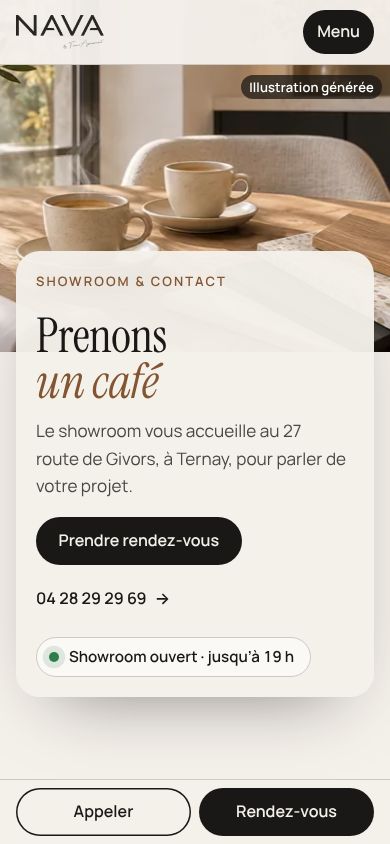 NAVA
Menu
Illustration générée
SHOWROOM & CONTACT
Prenons
un café
Le showroom vous accueille au 27
route de Givors, à Ternay, pour parler de
votre projet.
Prendre rendez-vous
04 28 29 29 69 →
Showroom ouvert · jusqu'à 19 h
Appeler
Rendez-vous